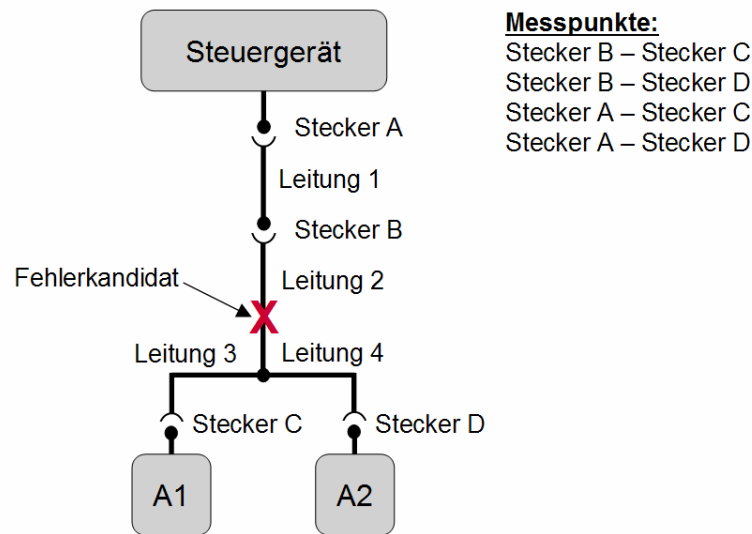 Steuergerät
Messpunkte:
Stecker B – Stecker C
Stecker B – Stecker D
Stecker A – Stecker C
Stecker A – Stecker D
Stecker A
Leitung 1
Stecker B
Fehlerkandidat
Leitung 2
Leitung 3
Leitung 4
Stecker C
Stecker D
A1
A2